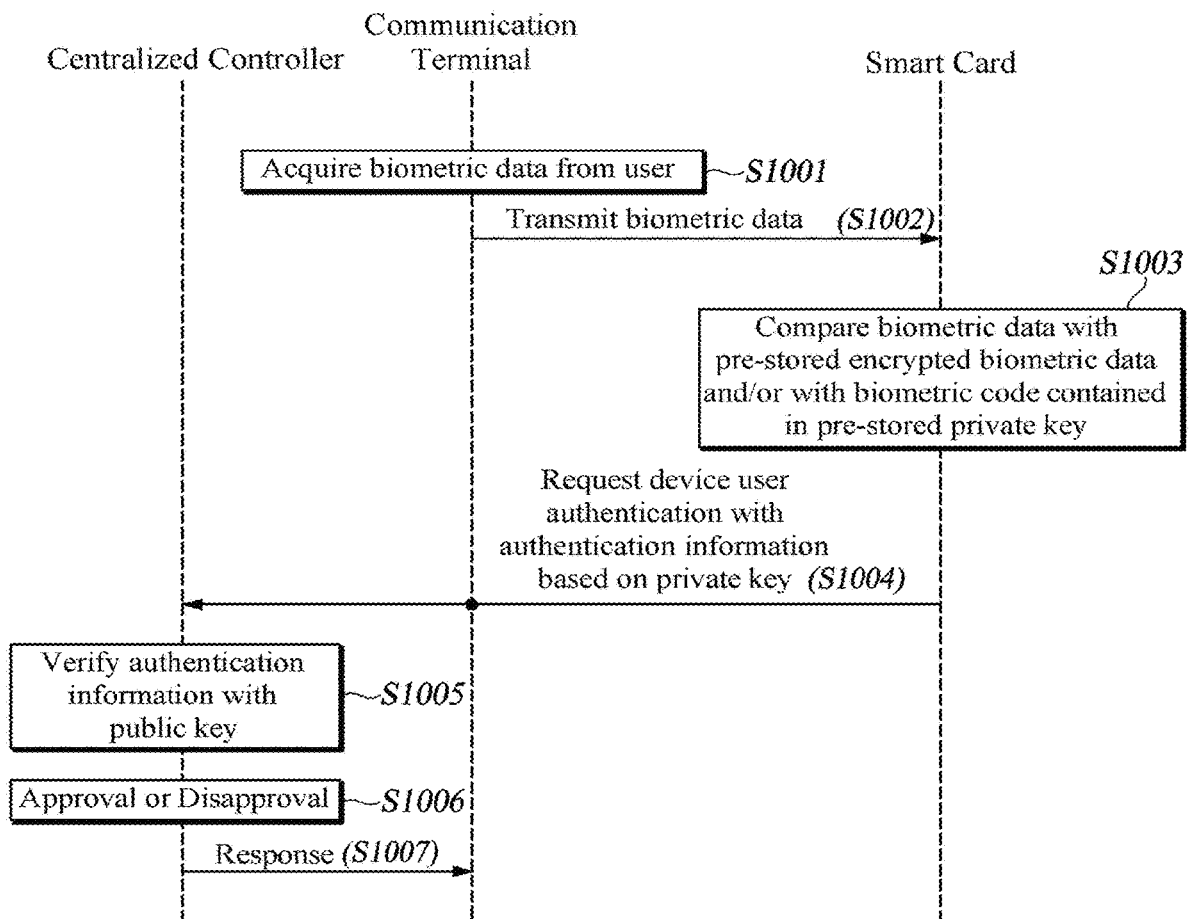 Communication
Centralized Controller
Terminal
Smart Card
Acquire biometric data from user
S1001
Transmit biometric data (S1002)
S1003
Compare biometric data with
pre-stored encrypted biometric data
and/or with biometric code contained
in pre-stored private key
Request device user
authentication with
authentication information
based on private key (S1004)
Verify authentication
information with
public key
S1005
Approval or Disapproval
S1006
Response (S1007)